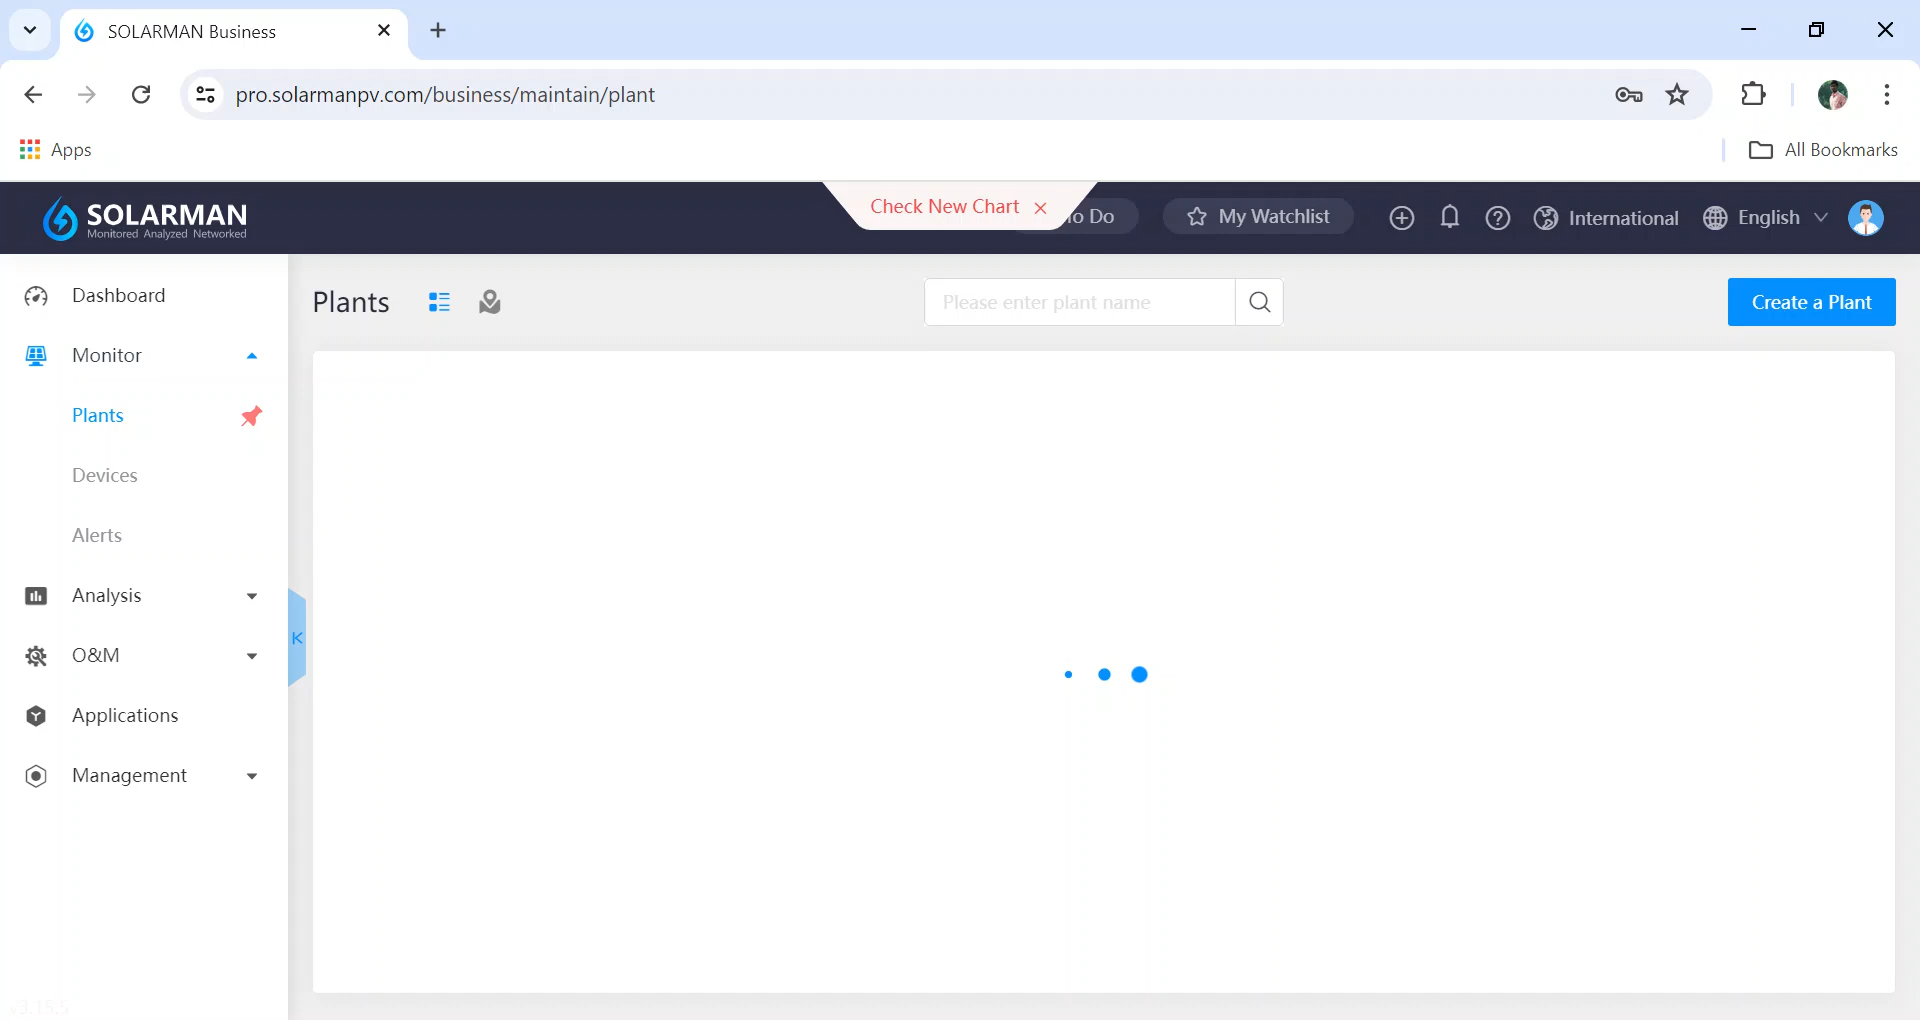 SOLARMAN Business
pro.solarmanpv.com/business/maintain/plant
Apps
All Bookmarks
SOLARMAN
Monitored Analyzed Networked
Check New Chart
To Do
My Watchlist
International
English
Dashboard
Monitor
Plants
Devices
Alerts
Analysis
O&M
Applications
Management
Plants
Please enter plant name
Create a Plant